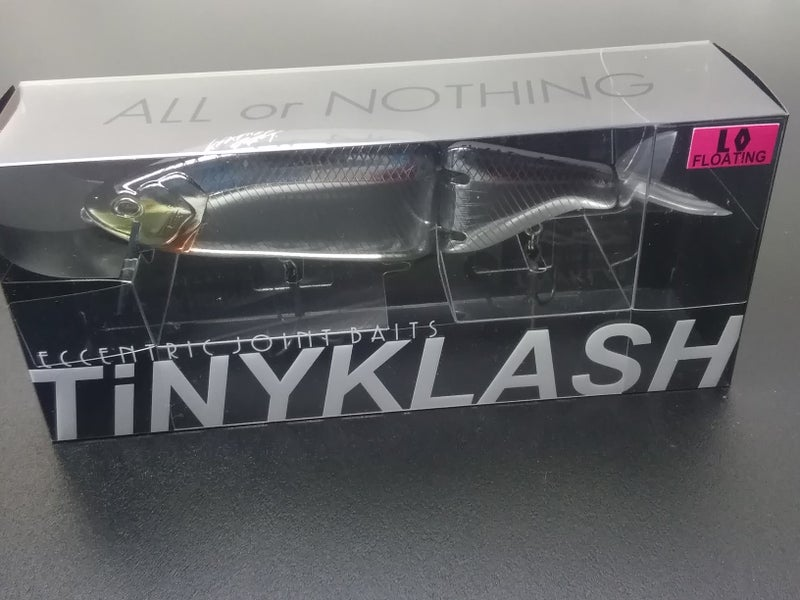 ALL or NOTHING
LO
FLOATING
ECCENTRIC JOINT BAITS
TiNYKLASH